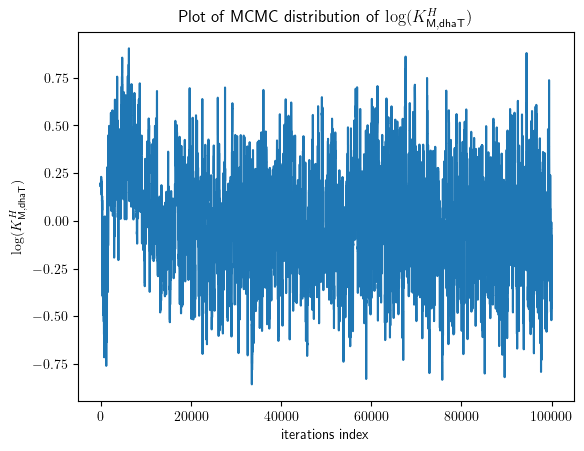 Plot of MCMC distribution of log(K^H_M,dhaT)
log(K^H_M,dhaT)
0.75
0.50
0.25
0.00
−0.25
−0.50
−0.75
0 20000 40000 60000 80000 100000
iterations index